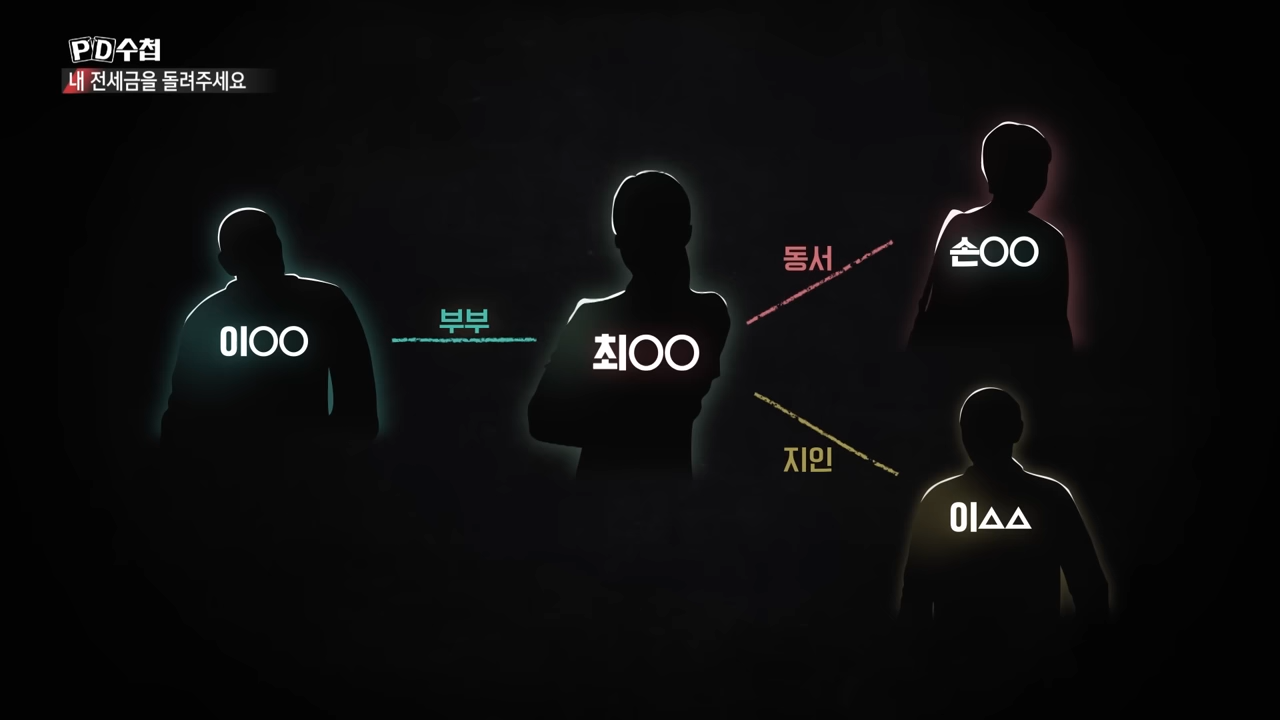 PD수첩
내 전세금을 돌려주세요
이○○
부부
최○○
동서
손○○
지인
이△△